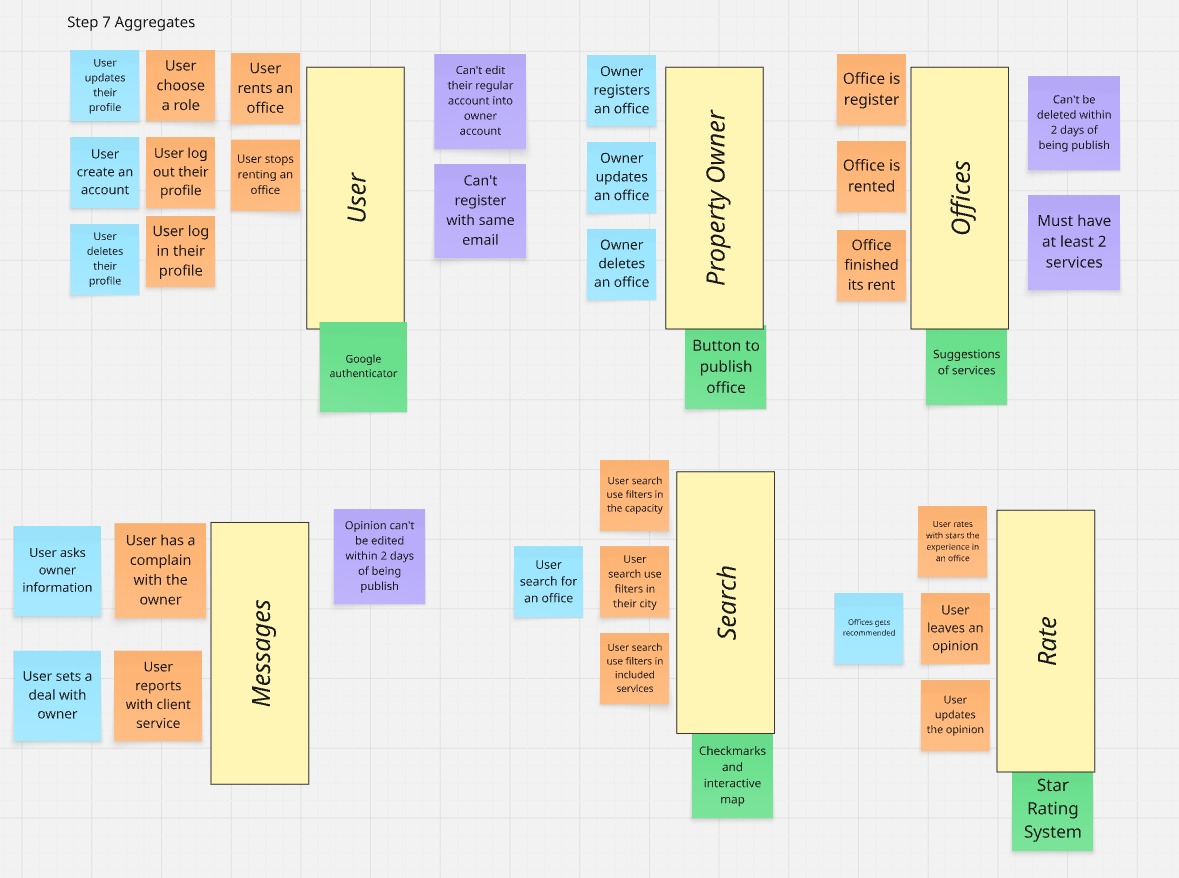 Step 7 Aggregates
User
updates
their
profile
User
choose
a role
User
rents an
office
User
create an
account
User log
out their
profile
User stops
renting an
office
User
deletes
their
profile
User log
in their
profile
User
Can't edit
their regular
account into
owner
account
Can't
register
with same
email
Google
authenticator
Owner
registers
an office
Owner
updates
an office
Owner
deletes
an office
Property Owner
Button to
publish
office
Office is
register
Office is
rented
Office
finished
its rent
Offices
Can't be
deleted within
2 days of
being publish
Must have
at least 2
services
Suggestions
of services
User asks
owner
information
User has a
complain
with the
owner
User sets a
deal with
owner
User
reports
with client
service
Messages
Opinion can't
be edited
within 2 days
of being
publish
User
search for
an office
User search
use filters in
the capacity
User
search use
filters in
their city
User search
use filters in
included
services
Search
Checkmarks
and
interactive
map
Offices gets
recommended
User rates
with stars the
experience in
an office
User
leaves an
opinion
User
updates
the opinion
Rate
Star
Rating
System